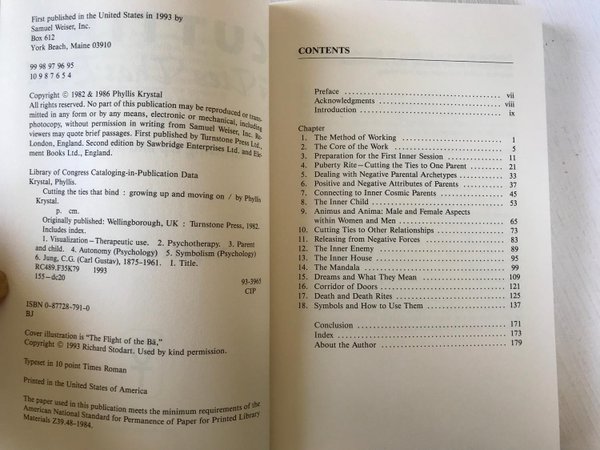 First published in the United States in 1993 by
Samuel Weiser, Inc.
Box 612
York Beach, Maine 03910
99 98 97 96 95
10 9 8 7 6 5 4
Copyright © 1982 & 1986 Phyllis Krystal
All rights reserved. No part of this publication may be reproduced or trans-
mitted in any form or by any means, electronic or mechanical, including
photocopy, without permission in writing from Samuel Weiser, Inc. Re-
viewers may quote brief passages. First published by Turnstone Press Ltd.,
London, England. Second edition by Sawbridge Enterprises Ltd. and Ele-
ment Books Ltd., England.
Library of Congress Cataloging-in-Publication Data
Krystal, Phyllis.
Cutting the ties that bind : growing up and moving on / by Phyllis
Krystal.
p. cm.
Originally published: Wellingborough, UK : Turnstone Press, 1982.
Includes index.
1. Visualization—Therapeutic use. 2. Psychotherapy. 3. Parent
and child. 4. Autonomy (Psychology) 5. Symbolism (Psychology)
6. Jung, C.G. (Carl Gustav), 1875-1961. I. Title.
RC489.F35K79 1993
155—dc20 93-3965
CIP
ISBN 0-87728-791-0
BJ
Cover illustration is "The Flight of the Bā,"
Copyright © 1993 Richard Stodart. Used by kind permission.
Typeset in 10 point Times Roman
Printed in the United States of America
The paper used in this publication meets the minimum requirements of the
American National Standard for Permanence of Paper for Printed Library
Materials Z39.48-1984.
CONTENTS
Preface vii
Acknowledgments viii
Introduction ix
Chapter
1. The Method of Working 1
2. The Core of the Work 5
3. Preparation for the First Inner Session 11
4. Puberty Rite—Cutting the Ties to One Parent 21
5. Dealing with Negative Parental Archetypes 33
6. Positive and Negative Attributes of Parents 37
7. Connecting to Inner Cosmic Parents 45
8. The Inner Child 53
9. Animus and Anima: Male and Female Aspects
within Women and Men 65
10. Cutting Ties to Other Relationships 73
11. Releasing from Negative Forces 83
12. The Inner Enemy 89
13. The Inner House 95
14. The Mandala 99
15. Dreams and What They Mean 109
16. Corridor of Doors 121
17. Death and Death Rites 125
18. Symbols and How to Use Them 137
Conclusion 171
Index 173
About the Author 179